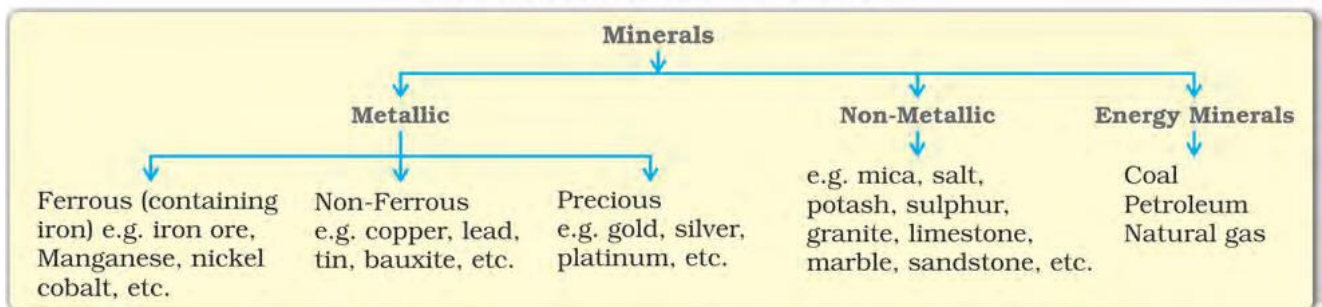 Minerals
Metallic
Non-Metallic
Energy Minerals
Ferrous (containing
iron) e.g. iron ore,
Manganese, nickel
cobalt, etc.
Non-Ferrous
e.g. copper, lead,
tin, bauxite, etc.
Precious
e.g. gold, silver,
platinum, etc.
e.g. mica, salt,
potash, sulphur,
granite, limestone,
marble, sandstone, etc.
Coal
Petroleum
Natural gas